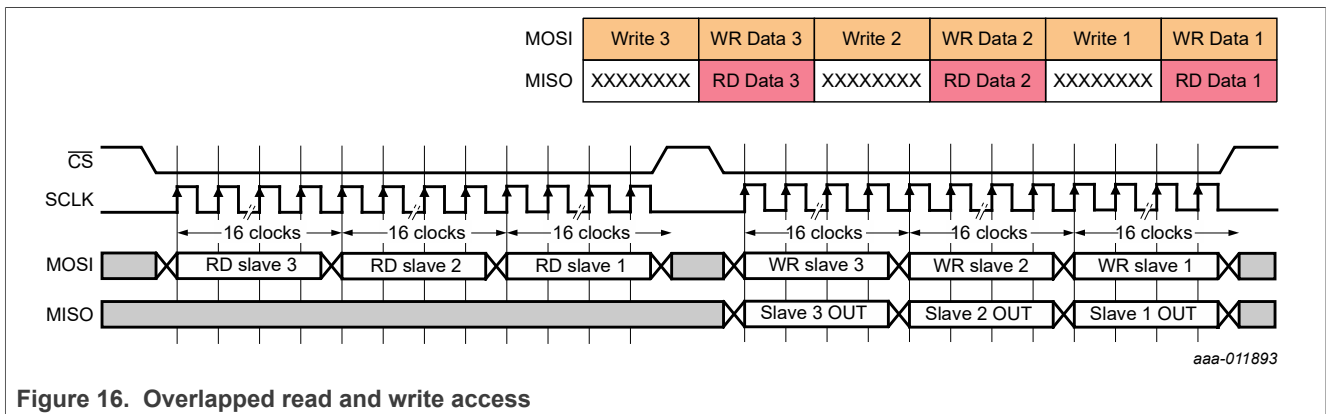 MOSI Write 3 WR Data 3 Write 2 WR Data 2 Write 1 WR Data 1
MISO XXXXXXXX RD Data 3 XXXXXXXX RD Data 2 XXXXXXXX RD Data 1
CS
SCLK
16 clocks 16 clocks 16 clocks 16 clocks 16 clocks 16 clocks
MOSI RD slave 3 RD slave 2 RD slave 1 WR slave 3 WR slave 2 WR slave 1
MISO Slave 3 OUT Slave 2 OUT Slave 1 OUT
aaa-011893
Figure 16. Overlapped read and write access